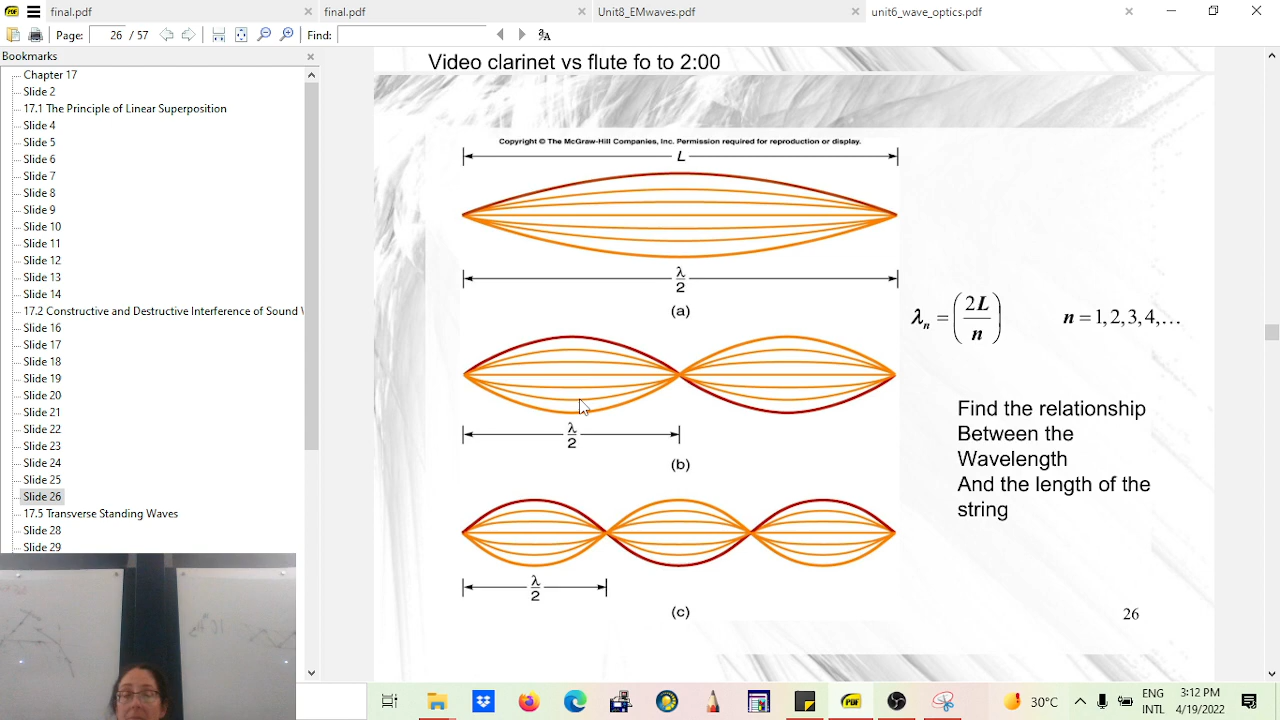 final.pdf
final.pdf
Unit8_EMwaves.pdf
unit6_wave_optics.pdf
Page: 26 / 57
Find:
Bookmarks
Chapter 17
Slide 2
17.1 The Principle of Linear Superposition
Slide 4
Slide 5
Slide 6
Slide 7
Slide 8
Slide 9
Slide 10
Slide 11
Slide 12
Slide 13
Slide 14
17.2 Constructive and Destructive Interference of Sound
Slide 16
Slide 17
Slide 18
Slide 19
Slide 20
Slide 21
Slide 22
Slide 23
Slide 24
Slide 25
Slide 26
17.5 Transverse Standing Waves
Slide 28
Slide 29
Video clarinet vs flute fo to 2:00
Copyright © The McGraw-Hill Companies, Inc. Permission required for reproduction or display.
L
λ/2
(a)
λ/2
(b)
λ/2
(c)
λn = (2L/n) n = 1, 2, 3, 4,…
Find the relationship
Between the
Wavelength
And the length of the
string
26
30°C
ENG
INTL
3:12 PM
4/19/2022